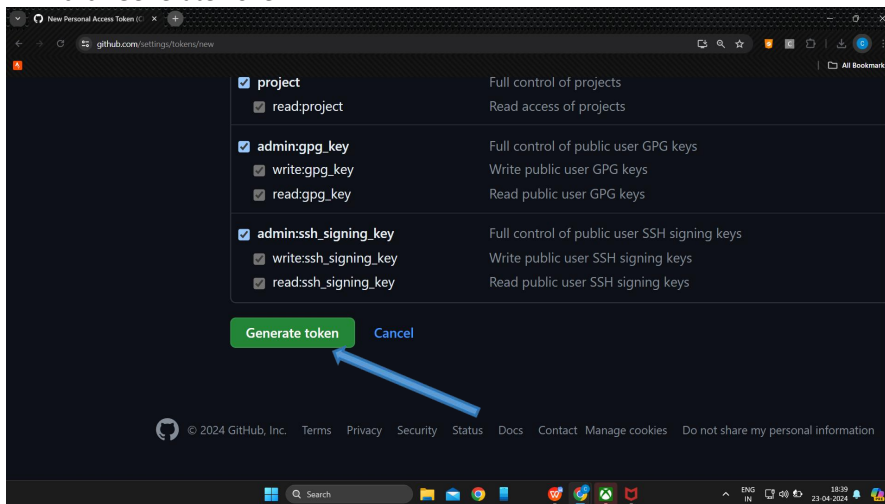 New Personal Access Token (C
github.com/settings/tokens/new
All Bookmark
project Full control of projects
read:project Read access of projects
admin:gpg_key Full control of public user GPG keys
write:gpg_key Write public user GPG keys
read:gpg_key Read public user GPG keys
admin:ssh_signing_key Full control of public user SSH signing keys
write:ssh_signing_key Write public user SSH signing keys
read:ssh_signing_key Read public user SSH signing keys
Generate token Cancel
© 2024 GitHub, Inc. Terms Privacy Security Status Docs Contact Manage cookies Do not share my personal information
Search
ENG 18:39
IN 23-04-2024